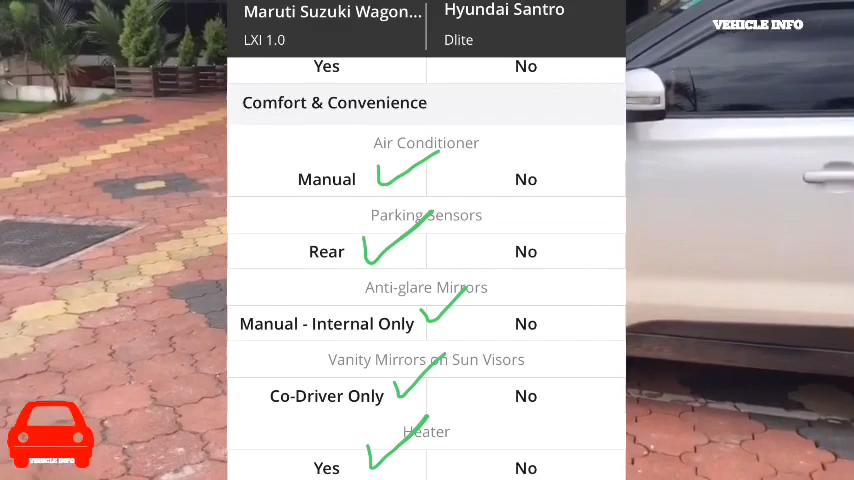 Maruti Suzuki Wagon... Hyundai Santro
LXI 1.0 Dlite
VEHICLE INFO
Yes No
Comfort & Convenience
Air Conditioner
Manual No
Parking Sensors
Rear No
Anti-glare Mirrors
Manual - Internal Only No
Vanity Mirrors on Sun Visors
Co-Driver Only No
Heater
Yes No
VEHICLE INFO